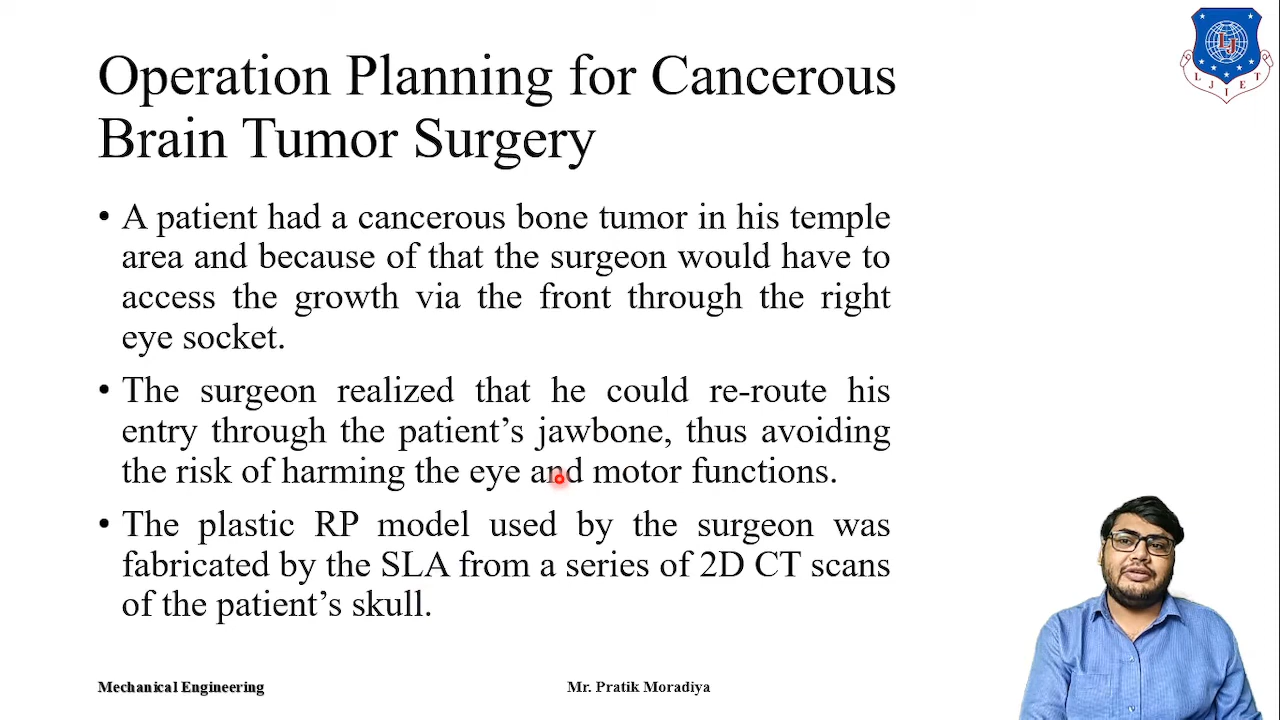 Operation Planning for Cancerous
Brain Tumor Surgery
• A patient had a cancerous bone tumor in his temple
area and because of that the surgeon would have to
access the growth via the front through the right
eye socket.
• The surgeon realized that he could re-route his
entry through the patient’s jawbone, thus avoiding
the risk of harming the eye and motor functions.
• The plastic RP model used by the surgeon was
fabricated by the SLA from a series of 2D CT scans
of the patient’s skull.
Mechanical Engineering
Mr. Pratik Moradiya
LJ
L J I E T